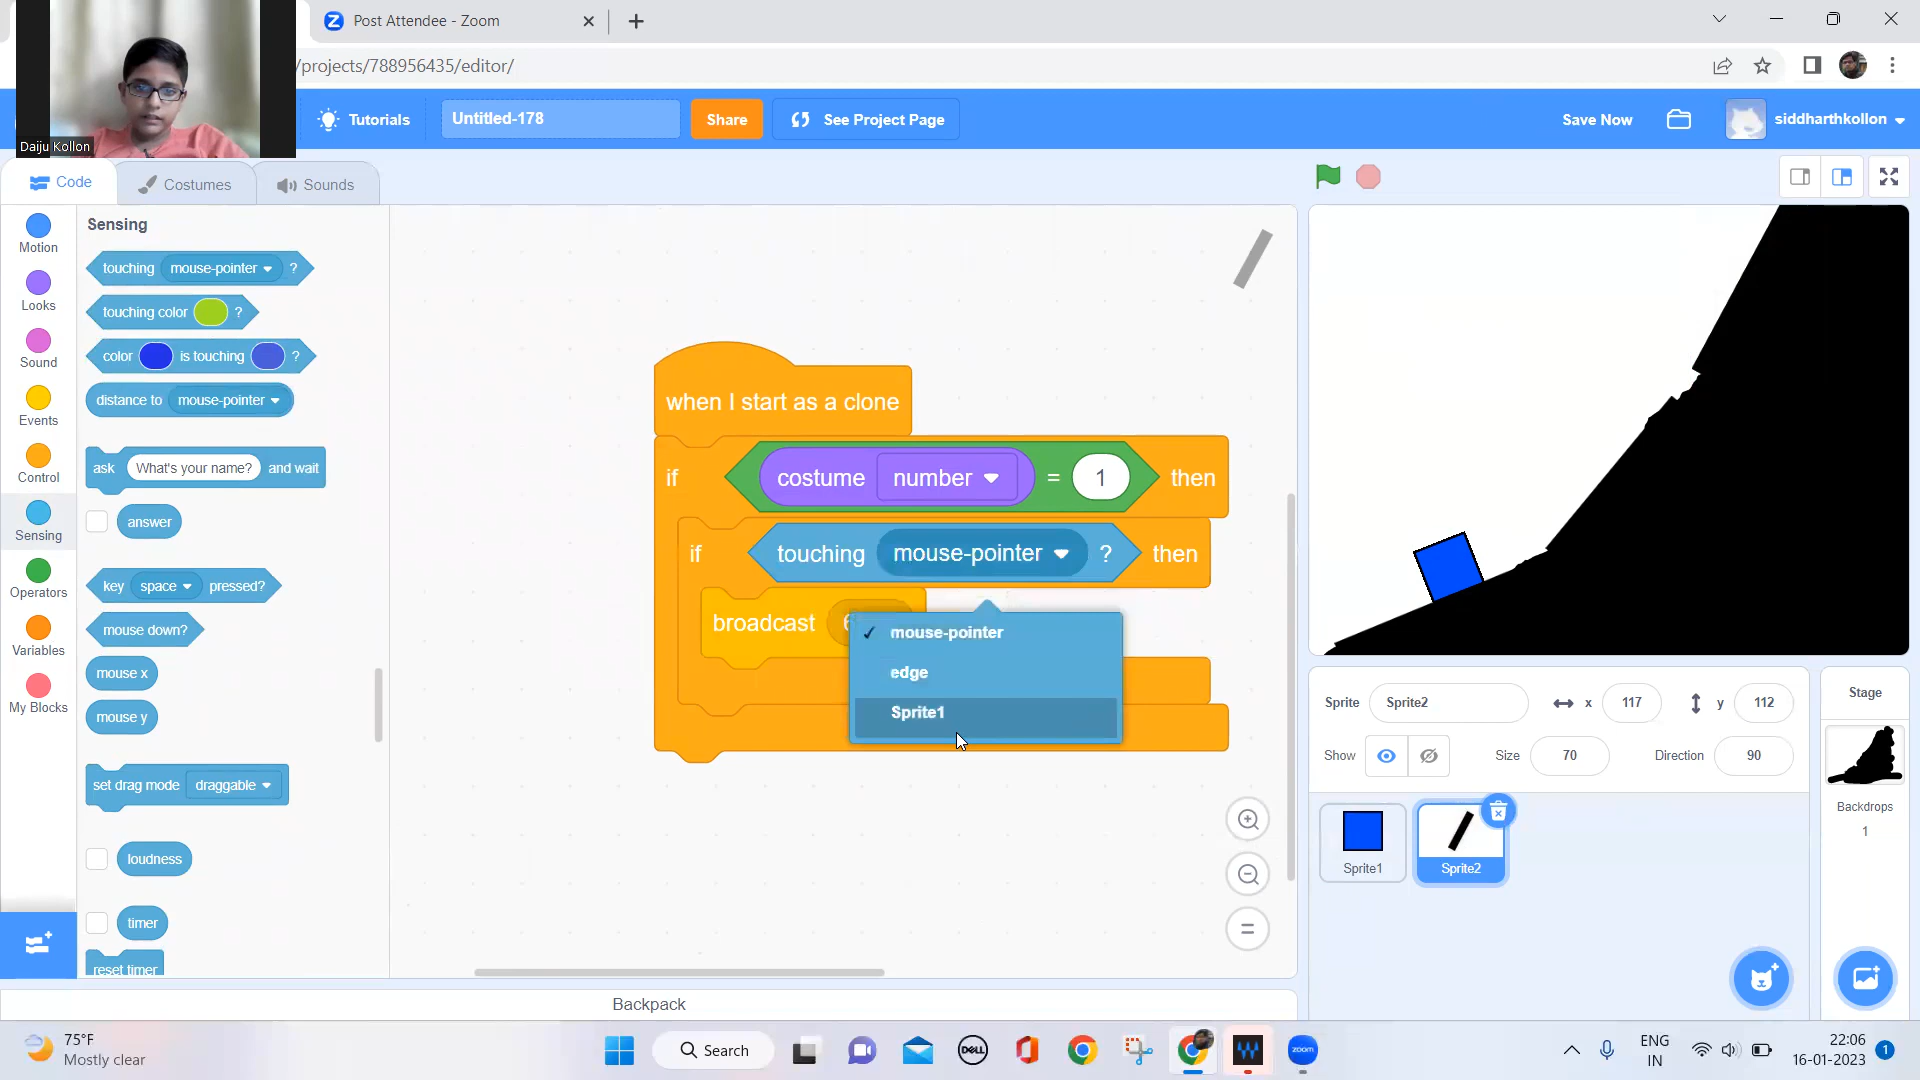 Post Attendee - Zoom
/projects/788956435/editor/
Daiju Kollon
Tutorials
Untitled-178
Share
See Project Page
Save Now
siddharthkollon
Code
Costumes
Sounds
Motion
Looks
Sound
Events
Control
Sensing
Operators
Variables
My Blocks
Sensing
touching mouse-pointer ?
touching color ?
color is touching ?
distance to mouse-pointer
ask What's your name? and wait
answer
key space pressed?
mouse down?
mouse x
mouse y
set drag mode draggable
loudness
timer
reset timer
when I start as a clone
if costume number = 1 then
if touching mouse-pointer ? then
broadcast
mouse-pointer
edge
Sprite1
Sprite Sprite2 x 117 y 112
Show Size 70 Direction 90
Sprite1
Sprite2
Stage
Backdrops
1
Backpack
75°F
Mostly clear
Search
DELL
zoom
ENG
IN
22:06
16-01-2023
1